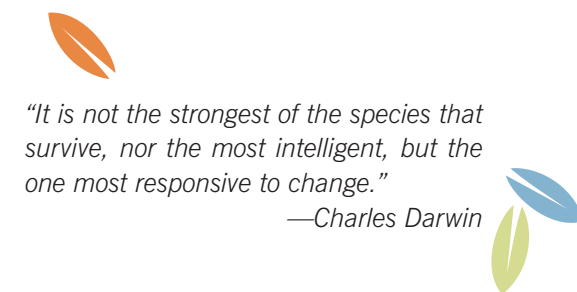 “It is not the strongest of the species that
survive, nor the most intelligent, but the
one most responsive to change.”
—Charles Darwin